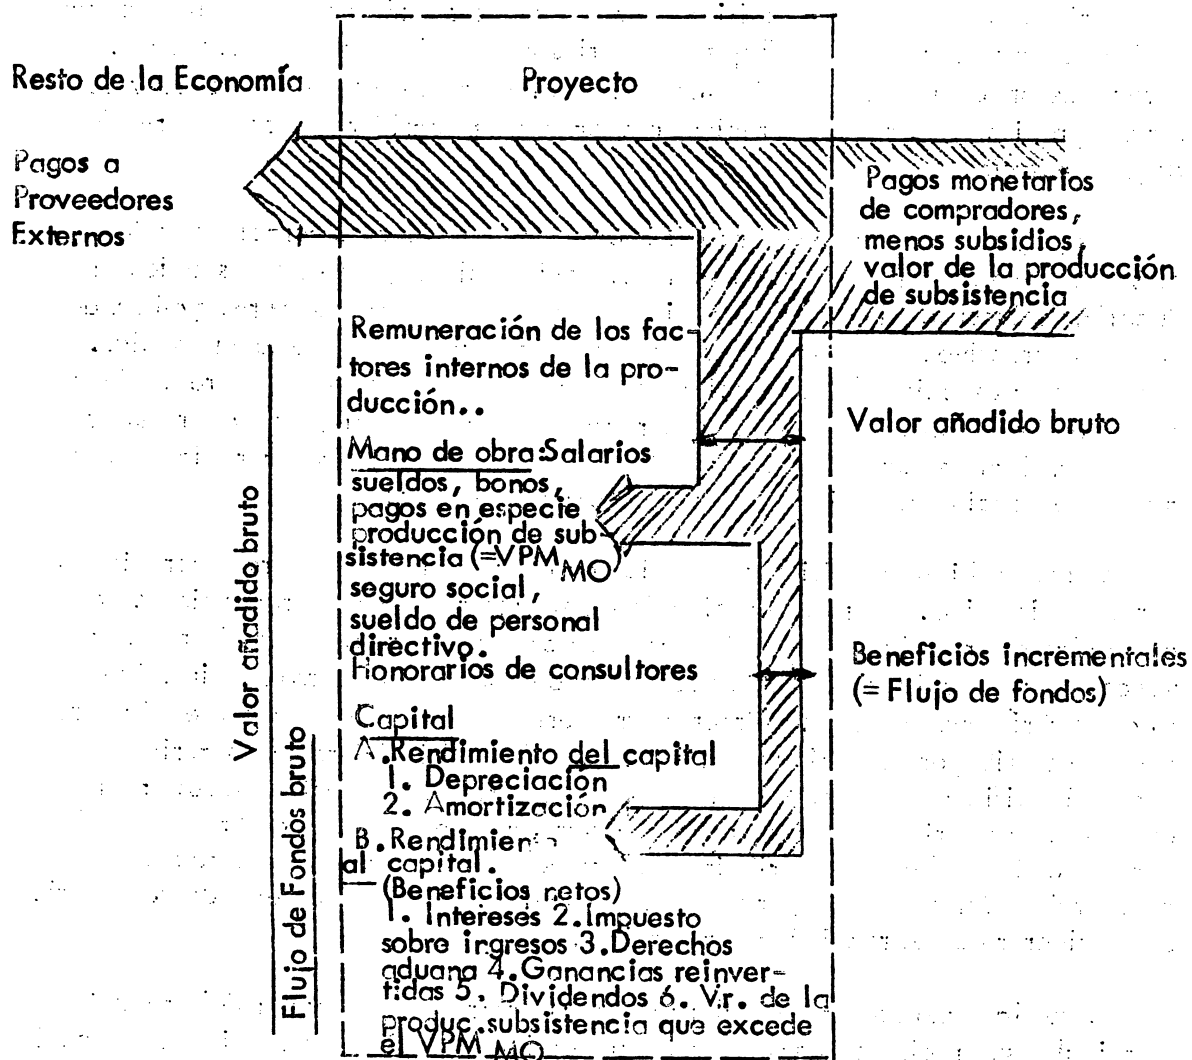 Resto de la Economía
Proyecto
Pagos a
Proveedores
Externos
Pagos monetarios
de compradores,
menos subsidios,
valor de la producción
de subsistencia
Remuneración de los fac-
tores internos de la pro-
ducción..
Mano de obra:Salarios
sueldos, bonos,
pagos en especie
producción de sub-
sistencia (=VPM MO)
seguro social,
sueldo de personal
directivo.
Honorarios de consultores
Capital
A.Rendimiento del capital
1. Depreciación
2. Amortización
B.Rendimien
al capital.
(Beneficios netos)
1. Intereses 2.Impuesto
sobre ingresos 3.Derechos
aduana 4.Ganancias reinver-
tidas 5. Dividendos 6. V.r. de la
produc.subsistencia que excede
el VPM MO
Valor añadido bruto
Beneficios incrementales
(= Flujo de fondos)
Valor añadido bruto
Flujo de Fondos bruto